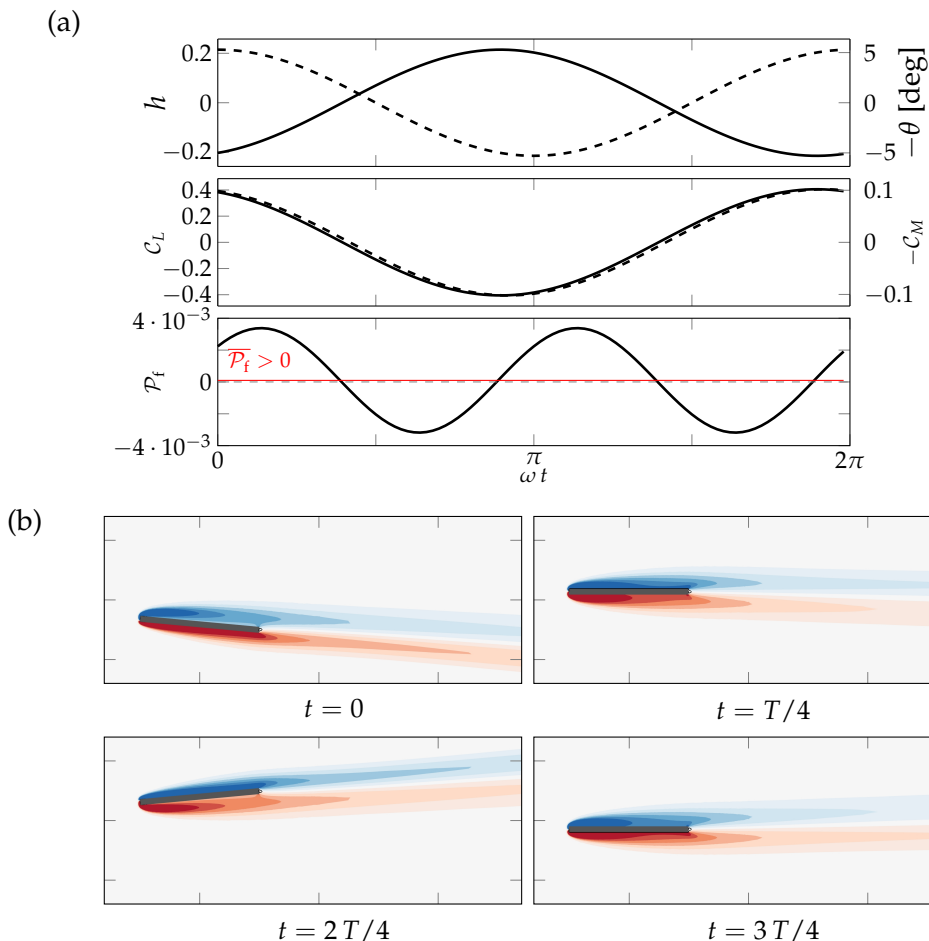 (a)
0.2
0
−0.2
h
5
0
−5
−θ [deg]
0.4
0.2
0
−0.2
−0.4
C_L
0.1
0
−0.1
−C_M
4 · 10⁻³
0
−4 · 10⁻³
P_f
P̅_f > 0
0
π
2π
ω t
(b)
t = 0
t = T/4
t = 2 T/4
t = 3 T/4